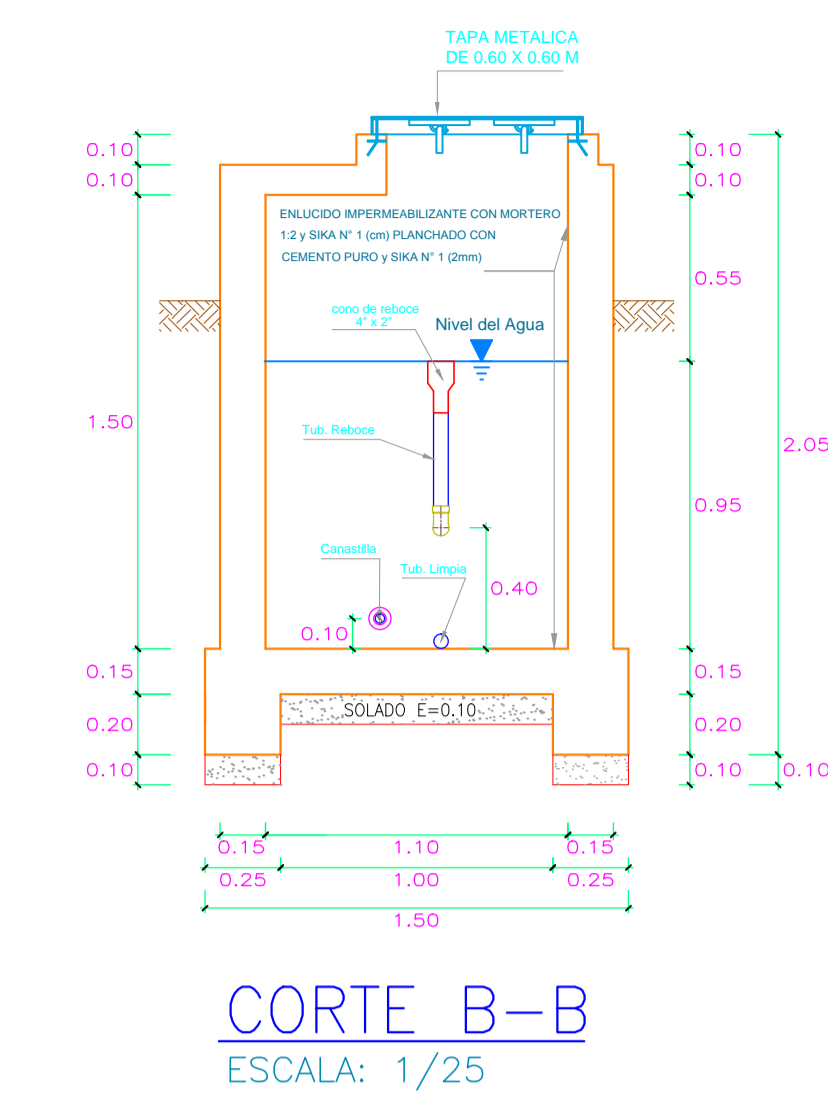 TAPA METALICA
DE 0.60 X 0.60 M
0.10
0.10
0.10
0.10
ENLUCIDO IMPERMEABILIZANTE CON MORTERO
1:2 y SIKA N° 1 (cm) PLANCHADO CON
CEMENTO PURO y SIKA N° 1 (2mm)
0.55
cono de reboce
4" x 2"
Nivel del Agua
1.50
Tub. Reboce
2.05
0.95
Canastilla
Tub. Limpia
0.40
0.10
0.15
0.15
SOLADO E=0.10
0.20
0.20
0.10
0.10
0.10
0.15
1.10
0.15
0.25
1.00
0.25
1.50
CORTE B-B
ESCALA: 1/25